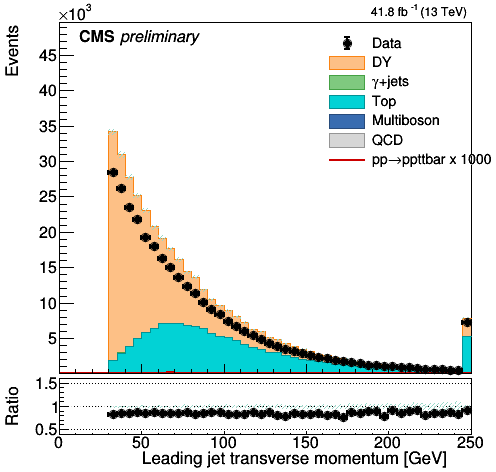 ×10³
41.8 fb⁻¹ (13 TeV)
CMS preliminary
Events
Data
DY
γ+jets
Top
Multiboson
QCD
pp→ppttbar x 1000
45
40
35
30
25
20
15
10
5
Ratio
1.5
1
0.5
0 50 100 150 200 250
Leading jet transverse momentum [GeV]